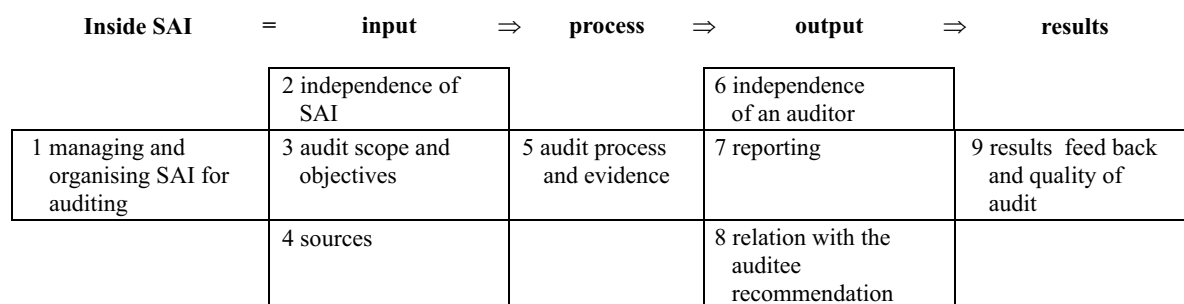 Inside SAI = input ⇒ process ⇒ output ⇒ results
2 independence of SAI
6 independence of an auditor
1 managing and organising SAI for auditing
3 audit scope and objectives
5 audit process and evidence
7 reporting
9 results feed back and quality of audit
4 sources
8 relation with the auditee recommendation